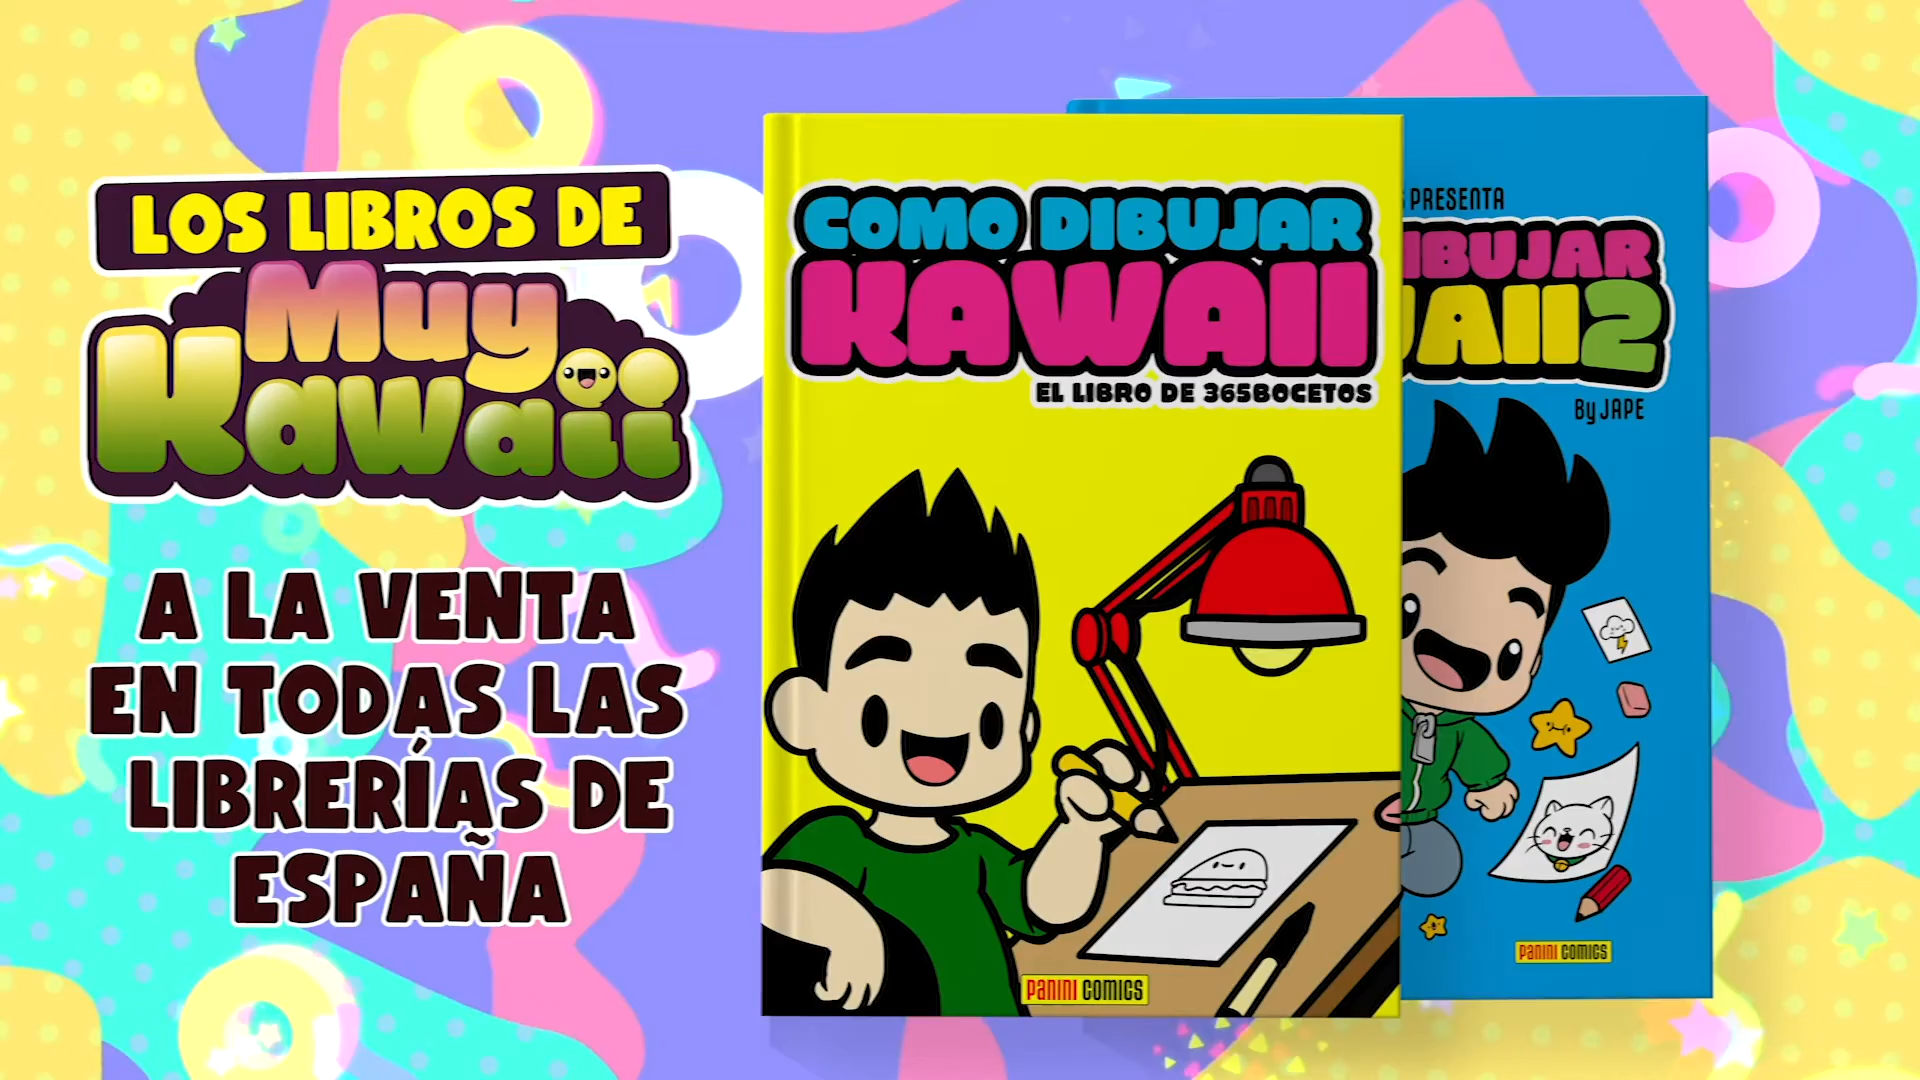 LOS LIBROS DE
Muy
Kawaii
A LA VENTA
EN TODAS LAS
LIBRERÍAS DE
ESPAÑA
COMO DIBUJAR
KAWAII
EL LIBRO DE 365BOCETOS
PANINI COMICS
PRESENTA
IBUJAR
AII2
By JAPE
PANINI COMICS